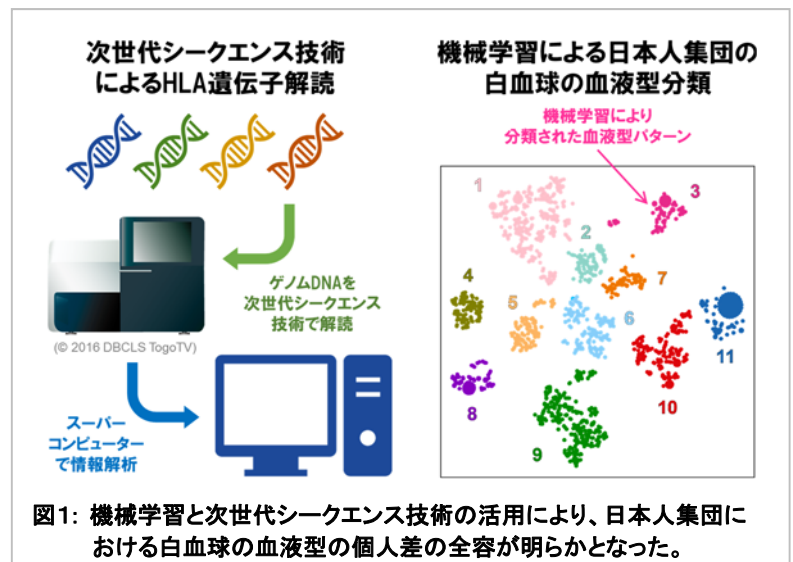 次世代シークエンス技術
によるHLA遺伝子解読
(© 2016 DBCLS TogoTV)
ゲノムDNAを
次世代シークエンス
技術で解読
スーパー
コンピューター
で情報解析
機械学習による日本人集団の
白血球の血液型分類
機械学習により
分類された血液型パターン
1
2
3
4
5
6
7
8
9
10
11
図1: 機械学習と次世代シークエンス技術の活用により、日本人集団に
おける白血球の血液型の個人差の全容が明らかとなった。